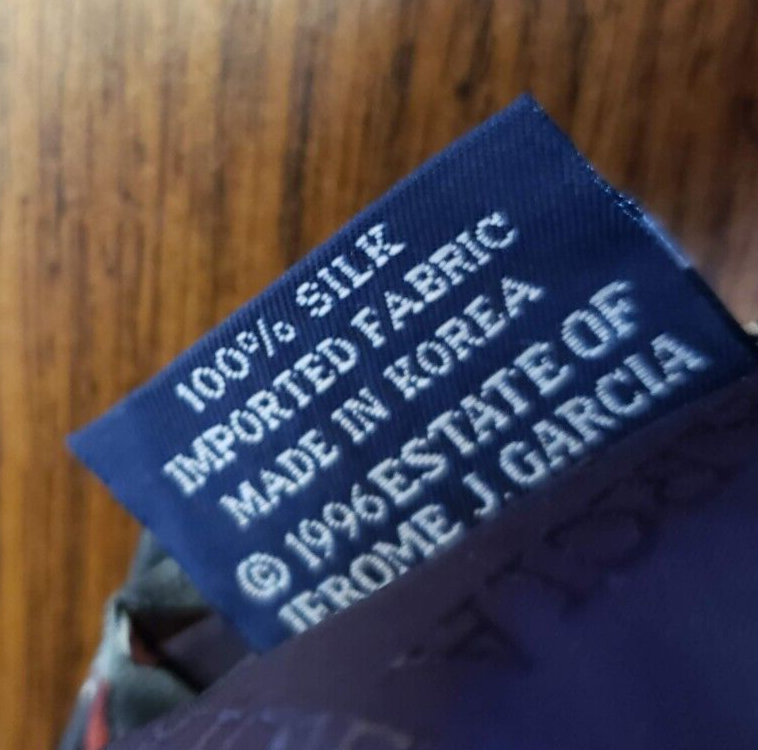 100% SILK
IMPORTED FABRIC
MADE IN KOREA
© 1996 ESTATE OF
JEROME J. GARCIA